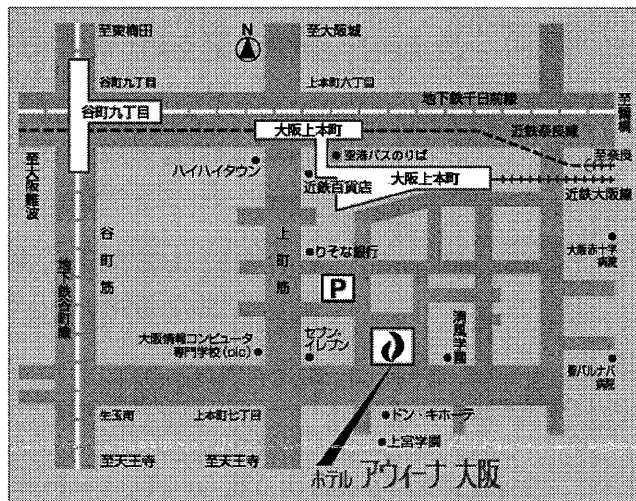 至東梅田
至大阪城
N
谷町九丁目
上本町六丁目
地下鉄千日前線
至鶴橋
谷町九丁目
大阪上本町
近鉄奈良線
至大阪難波
ハイハイタウン
空港バスのりば
至奈良
近鉄百貨店
大阪上本町
近鉄大阪線
谷町筋
上町筋
りそな銀行
大阪赤十字
病院
地下鉄谷町線
P
大阪情報コンピュータ
専門学校(oic)
セブン・
イレブン
清風学園
聖バルナバ
病院
生玉南
上本町七丁目
ドン・キホーテ
上宮学園
至天王寺
至天王寺
ホテル アウィーナ 大阪